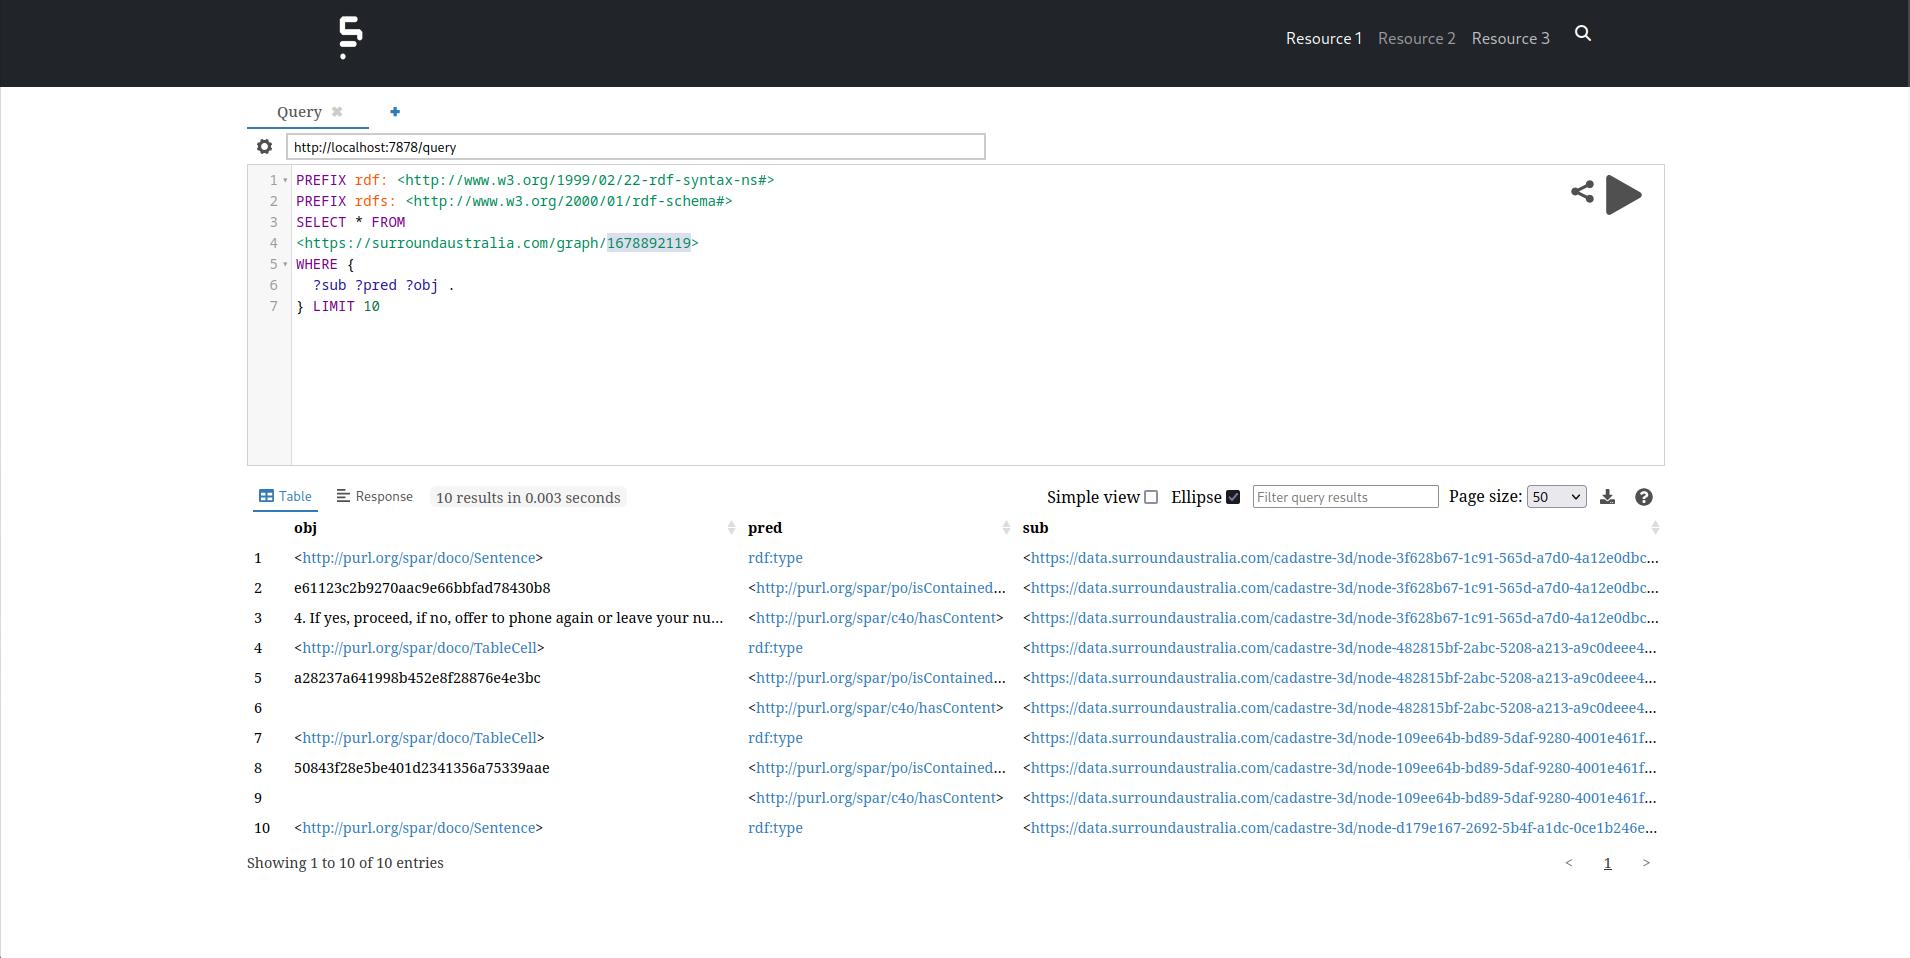 Resource 1 Resource 2 Resource 3
Query
http://localhost:7878/query
1 PREFIX rdf: <http://www.w3.org/1999/02/22-rdf-syntax-ns#>
2 PREFIX rdfs: <http://www.w3.org/2000/01/rdf-schema#>
3 SELECT * FROM
4 <https://surroundaustralia.com/graph/1678892119>
5 WHERE {
6 ?sub ?pred ?obj .
7 } LIMIT 10
Table Response 10 results in 0.003 seconds Simple view Ellipse Filter query results Page size: 50
obj pred sub
1 <http://purl.org/spar/doco/Sentence> rdf:type <https://data.surroundaustralia.com/cadastre-3d/node-3f628b67-1c91-565d-a7d0-4a12e0dbc...
2 e61123c2b9270aac9e66bbfad78430b8 <http://purl.org/spar/po/isContained... <https://data.surroundaustralia.com/cadastre-3d/node-3f628b67-1c91-565d-a7d0-4a12e0dbc...
3 4. If yes, proceed, if no, offer to phone again or leave your nu... <http://purl.org/spar/c4o/hasContent> <https://data.surroundaustralia.com/cadastre-3d/node-3f628b67-1c91-565d-a7d0-4a12e0dbc...
4 <http://purl.org/spar/doco/TableCell> rdf:type <https://data.surroundaustralia.com/cadastre-3d/node-482815bf-2abc-5208-a213-a9c0deee4...
5 a28237a641998b452e8f28876e4e3bc <http://purl.org/spar/po/isContained... <https://data.surroundaustralia.com/cadastre-3d/node-482815bf-2abc-5208-a213-a9c0deee4...
6 <http://purl.org/spar/c4o/hasContent> <https://data.surroundaustralia.com/cadastre-3d/node-482815bf-2abc-5208-a213-a9c0deee4...
7 <http://purl.org/spar/doco/TableCell> rdf:type <https://data.surroundaustralia.com/cadastre-3d/node-109ee64b-bd89-5daf-9280-4001e461f...
8 50843f28e5be401d2341356a75339aae <http://purl.org/spar/po/isContained... <https://data.surroundaustralia.com/cadastre-3d/node-109ee64b-bd89-5daf-9280-4001e461f...
9 <http://purl.org/spar/c4o/hasContent> <https://data.surroundaustralia.com/cadastre-3d/node-109ee64b-bd89-5daf-9280-4001e461f...
10 <http://purl.org/spar/doco/Sentence> rdf:type <https://data.surroundaustralia.com/cadastre-3d/node-d179e167-2692-5b4f-a1dc-0ce1b246e...
Showing 1 to 10 of 10 entries < 1 >